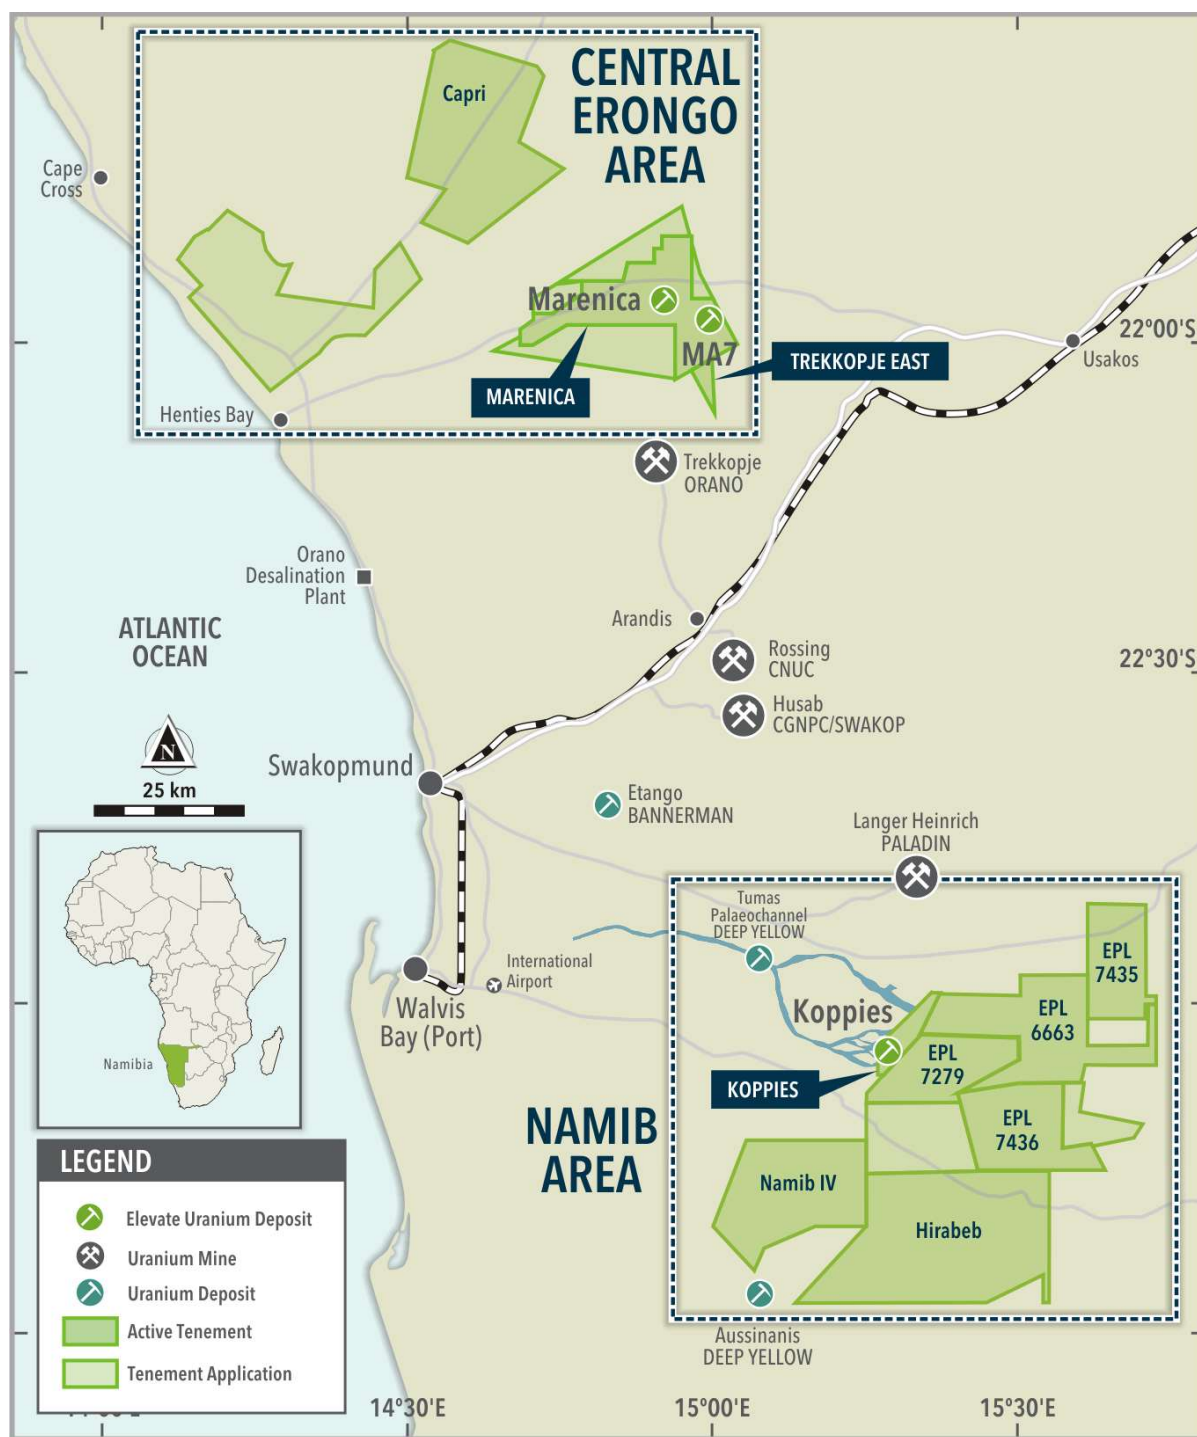 CENTRAL
ERONGO
AREA
Capri
Cape
Cross
Marenica
MA7
MARENICA
TREKKOPJE EAST
22°00'S
Usakos
Henties Bay
Trekkopje
ORANO
Orano
Desalination
Plant
Arandis
ATLANTIC
OCEAN
Rossing
CNUC
22°30'S
Husab
CGNPC/SWAKOP
N
25 km
Swakopmund
Etango
BANNERMAN
Langer Heinrich
PALADIN
Tumas
Palaeochannel
DEEP YELLOW
International
Airport
Walvis
Bay (Port)
Koppies
EPL
7435
EPL
6663
EPL
7279
KOPPIES
EPL
7436
Namibia
NAMIB
AREA
Namib IV
Hirabeb
Aussinanis
DEEP YELLOW
LEGEND
Elevate Uranium Deposit
Uranium Mine
Uranium Deposit
Active Tenement
Tenement Application
14°30'E
15°00'E
15°30'E